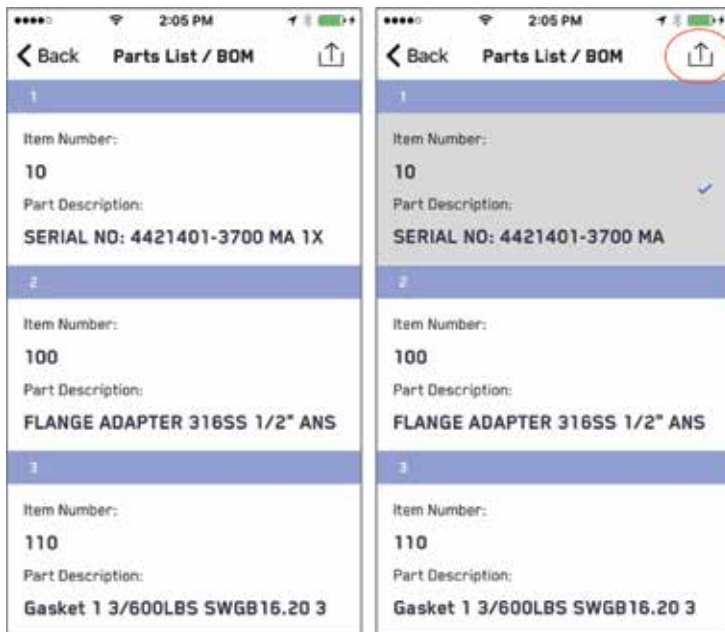 2:05 PM
Back Parts List / BOM
1
Item Number:
10
Part Description:
SERIAL NO: 4421401-3700 MA 1X
2
Item Number:
100
Part Description:
FLANGE ADAPTER 316SS 1/2" ANS
3
Item Number:
110
Part Description:
Gasket 1 3/600LBS SWGB16.20 3
2:05 PM
Back Parts List / BOM
1
Item Number:
10
Part Description:
SERIAL NO: 4421401-3700 MA
2
Item Number:
100
Part Description:
FLANGE ADAPTER 316SS 1/2" ANS
3
Item Number:
110
Part Description:
Gasket 1 3/600LBS SWGB16.20 3